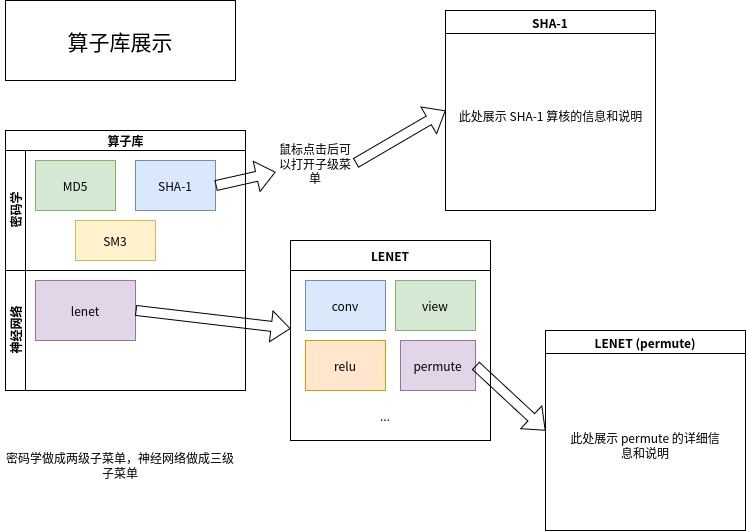 算子库展示
SHA-1
此处展示 SHA-1 算核的信息和说明
算子库
密码学
MD5
SHA-1
SM3
鼠标点击后可
以打开子级菜
单
神经网络
lenet
LENET
conv
view
relu
permute
...
LENET (permute)
此处展示 permute 的详细信
息和说明
密码学做成两级子菜单，神经网络做成三级
子菜单